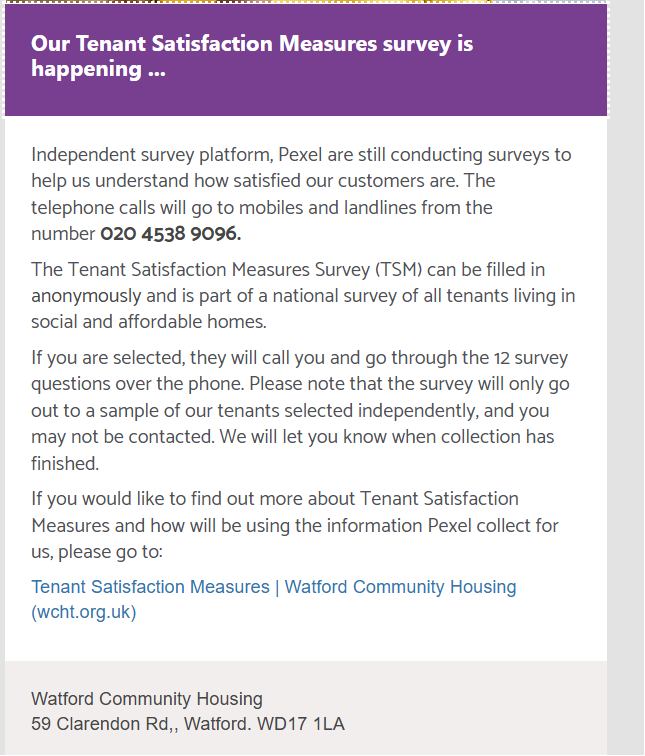 Our Tenant Satisfaction Measures survey is
happening ...
Independent survey platform, Pexel are still conducting surveys to
help us understand how satisfied our customers are. The
telephone calls will go to mobiles and landlines from the
number 020 4538 9096.
The Tenant Satisfaction Measures Survey (TSM) can be filled in
anonymously and is part of a national survey of all tenants living in
social and affordable homes.
If you are selected, they will call you and go through the 12 survey
questions over the phone. Please note that the survey will only go
out to a sample of our tenants selected independently, and you
may not be contacted. We will let you know when collection has
finished.
If you would like to find out more about Tenant Satisfaction
Measures and how will be using the information Pexel collect for
us, please go to:
Tenant Satisfaction Measures | Watford Community Housing
(wcht.org.uk)
Watford Community Housing
59 Clarendon Rd,, Watford. WD17 1LA